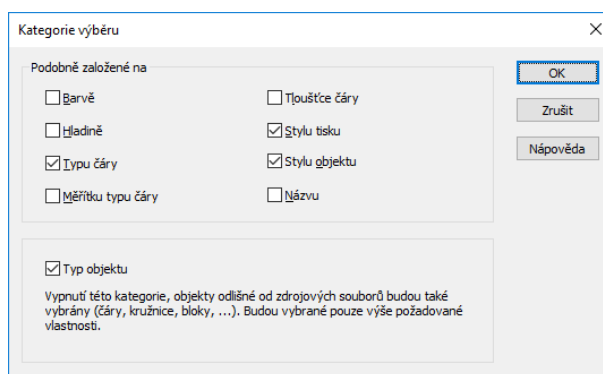 Kategorie výběru
Podobně založené na
Barvě
Tloušťce čáry
Hladině
Stylu tisku
Typu čáry
Stylu objektu
Měřítku typu čáry
Názvu
OK
Zrušit
Nápověda
Typ objektu
Vypnutí této kategorie, objekty odlišné od zdrojových souborů budou také
vybrány (čáry, kružnice, bloky, ...). Budou vybrané pouze výše požadované
vlastnosti.